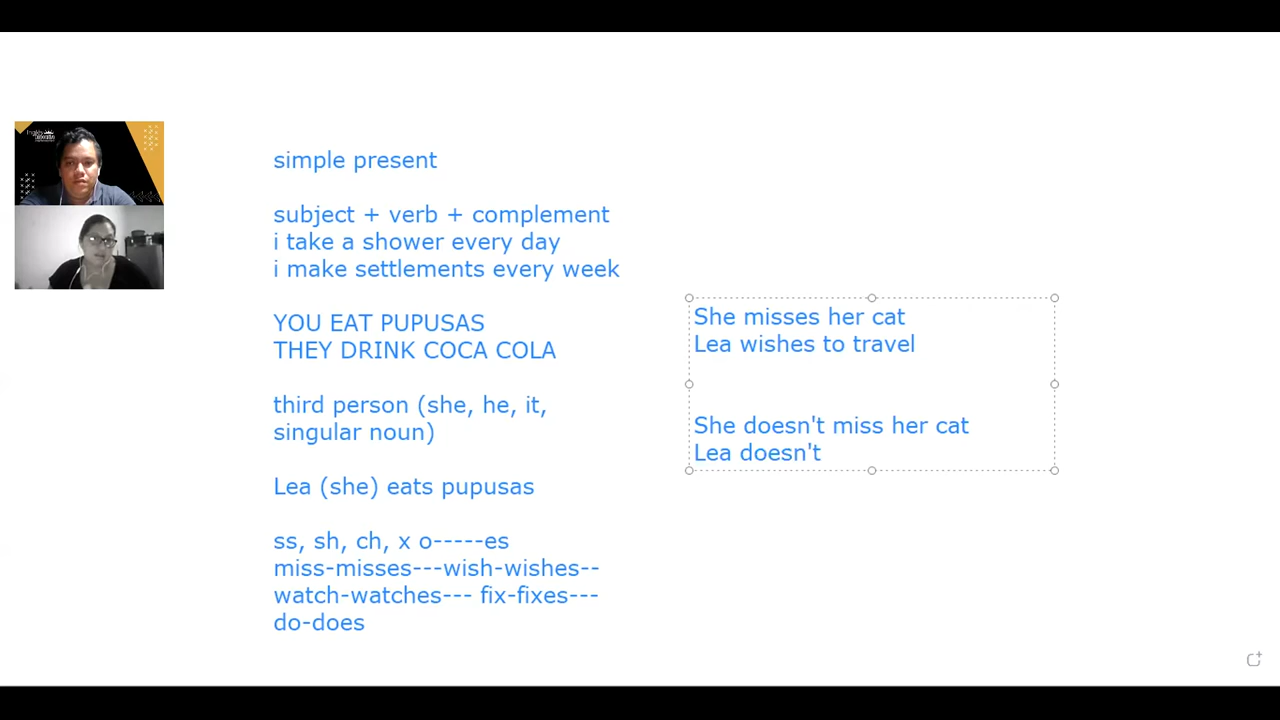 simple present
subject + verb + complement
i take a shower every day
i make settlements every week
YOU EAT PUPUSAS
THEY DRINK COCA COLA
third person (she, he, it,
singular noun)
Lea (she) eats pupusas
ss, sh, ch, x o-----es
miss-misses---wish-wishes--
watch-watches--- fix-fixes---
do-does
She misses her cat
Lea wishes to travel
She doesn't miss her cat
Lea doesn't